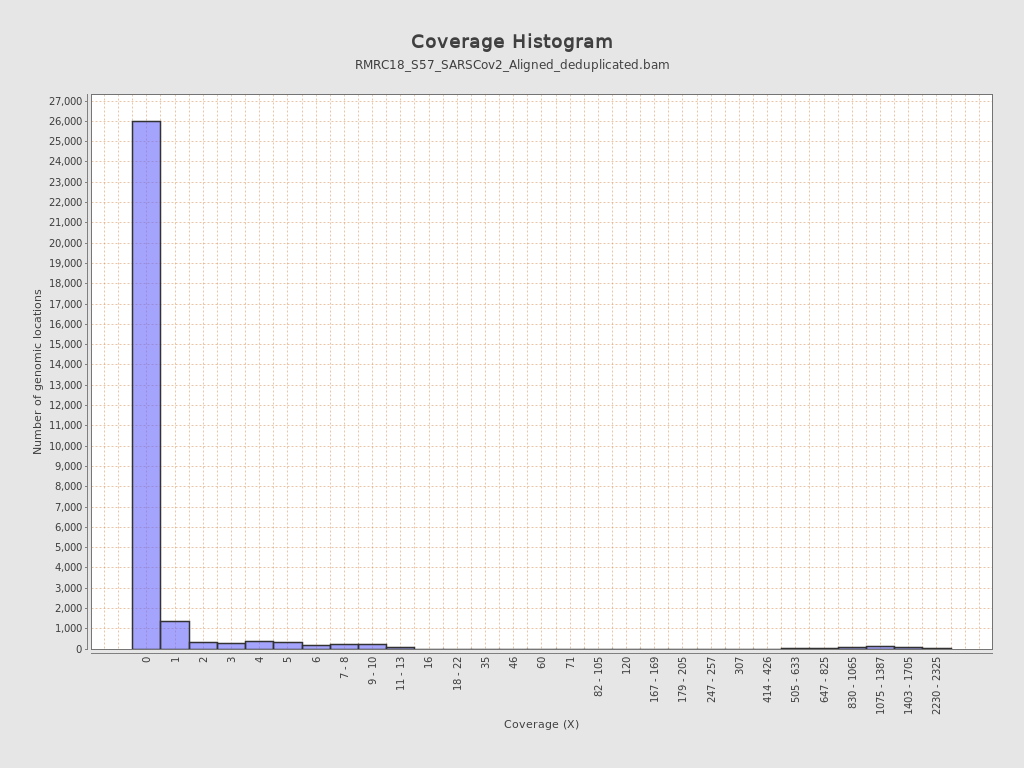 Coverage Histogram
RMRC18_S57_SARSCov2_Aligned_deduplicated.bam
Number of genomic locations
27,000
26,000
25,000
24,000
23,000
22,000
21,000
20,000
19,000
18,000
17,000
16,000
15,000
14,000
13,000
12,000
11,000
10,000
9,000
8,000
7,000
6,000
5,000
4,000
3,000
2,000
1,000
0
0
1
2
3
4
5
6
7 - 8
9 - 10
11 - 13
16
18 - 22
35
46
60
71
82 - 105
120
167 - 169
179 - 205
247 - 257
307
414 - 426
505 - 633
647 - 825
830 - 1065
1075 - 1387
1403 - 1705
2230 - 2325
Coverage (X)